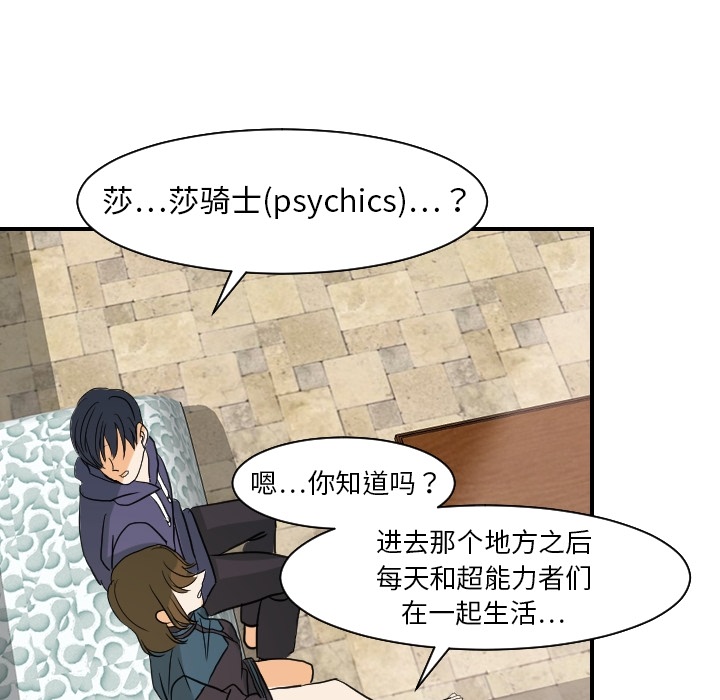 莎...莎骑士(psychics)...？
嗯...你知道吗？
进去那个地方之后
每天和超能力者们
在一起生活...